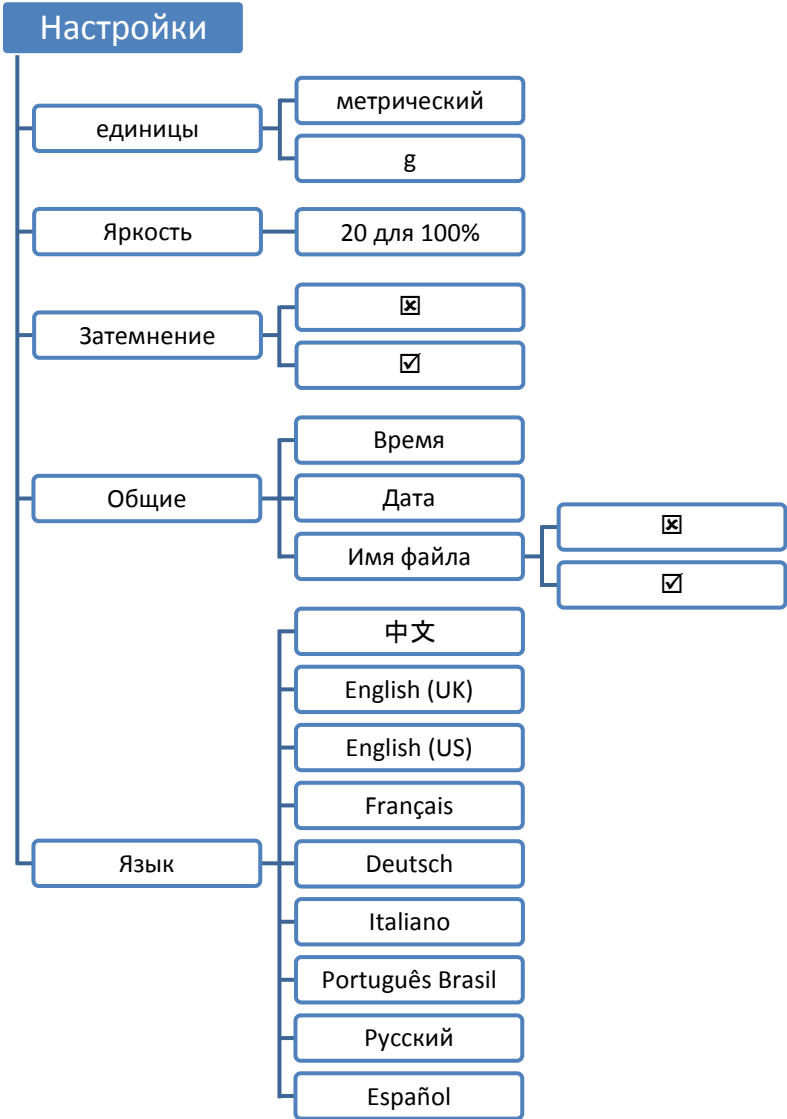 Настройки
единицы
метрический
g
Яркость
20 для 100%
Затемнение
☒
☑
Общие
Время
Дата
Имя файла
☒
☑
Язык
中文
English (UK)
English (US)
Français
Deutsch
Italiano
Português Brasil
Русский
Español